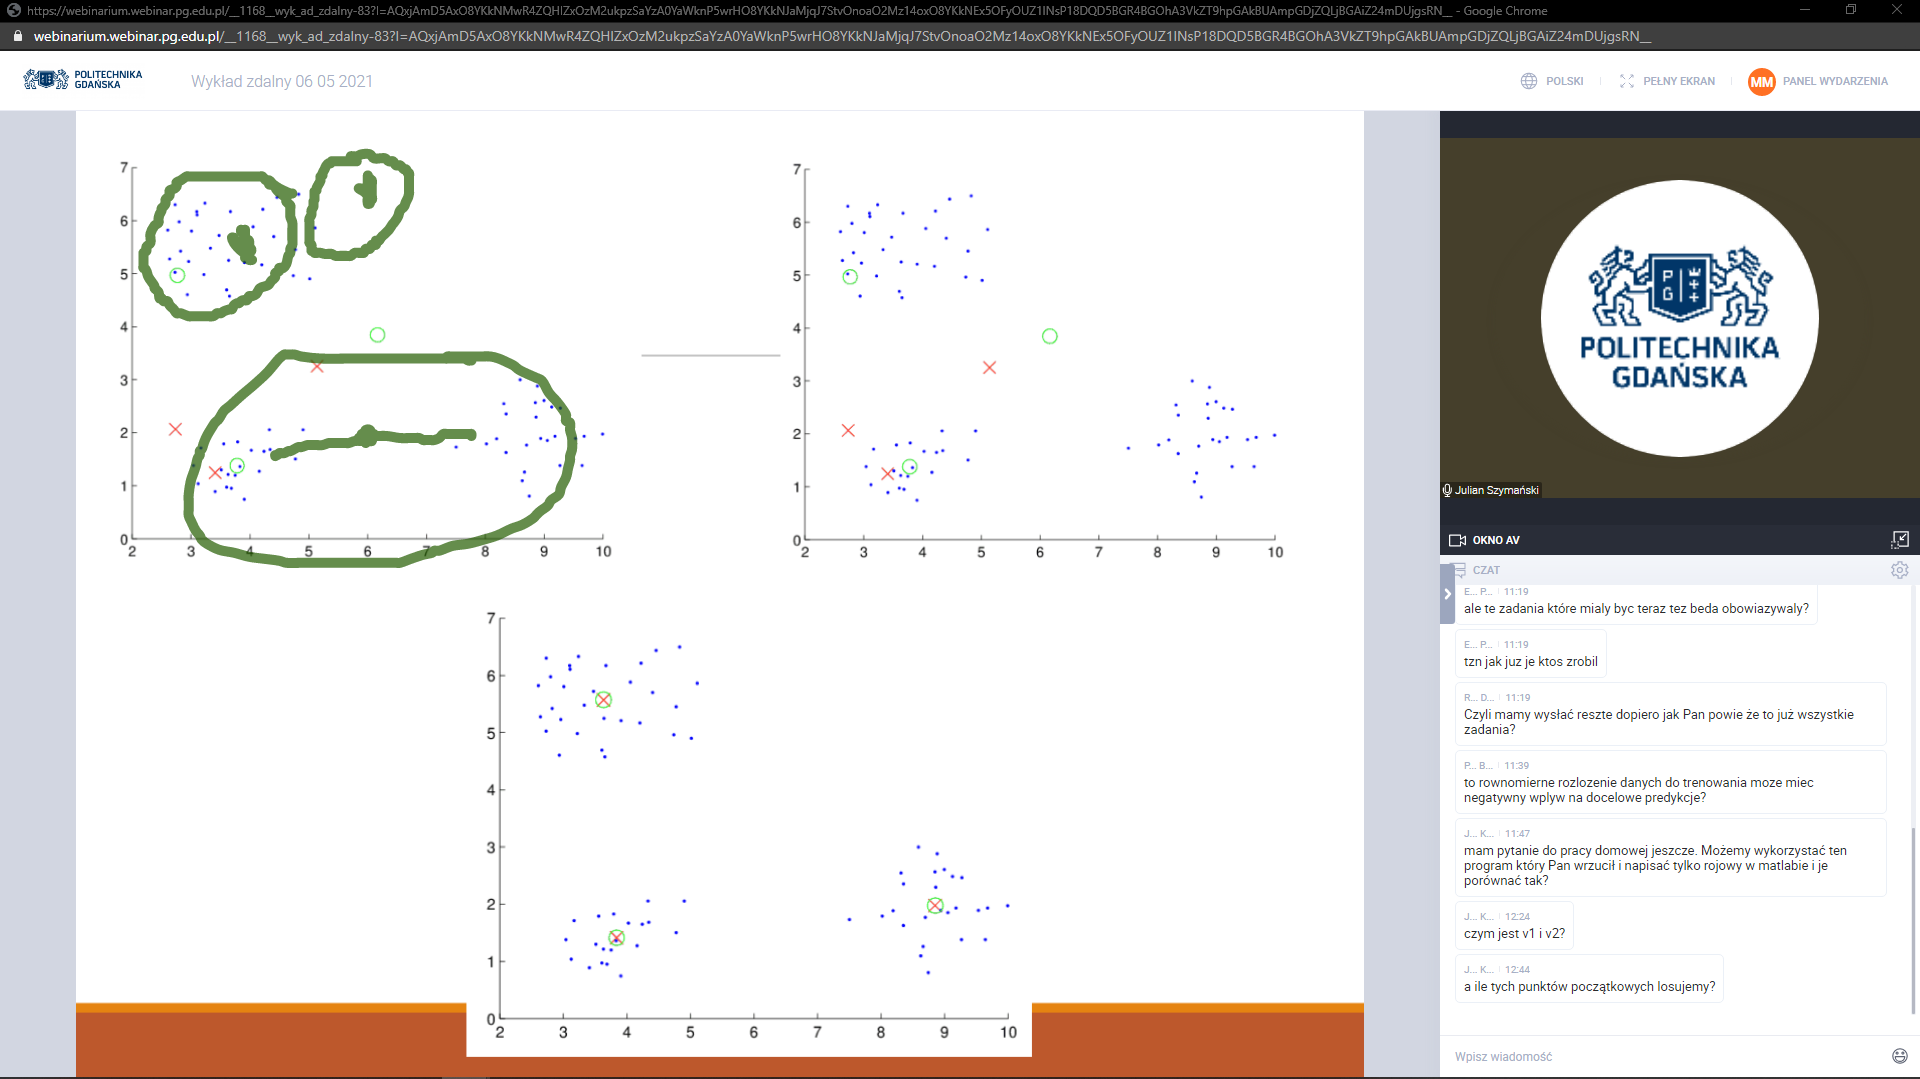 webinarium.webinar.pg.edu.pl/__1168__wyk_ad_zdalny-83?
- Google Chrome
webinarium.webinar.pg.edu.pl/__1168__wyk_ad_zdalny-83?
POLITECHNIKA
GDAŃSKA
Wykład zdalny 06 05 2021
POLSKI
PEŁNY EKRAN
MM
PANEL WYDARZENIA
7
6
5
4
3
2
1
0
2 3 4 5 6 7 8 9 10
7
6
5
4
3
2
1
0
2 3 4 5 6 7 8 9 10
7
6
5
4
3
2
1
0
2 3 4 5 6 7 8 9 10
P G
POLITECHNIKA
GDAŃSKA
Julian Szymański
OKNO AV
CZAT
E... P... 11:19
ale te zadania które mialy byc teraz tez beda obowiazywaly?
E... P... 11:19
tzn jak juz je ktos zrobil
R... D... 11:19
Czyli mamy wysłać reszte dopiero jak Pan powie że to już wszystkie
zadania?
P... B... 11:39
to rownomierne rozlozenie danych do trenowania moze miec
negatywny wplyw na docelowe predykcje?
J... K... 11:47
mam pytanie do pracy domowej jeszcze. Możemy wykorzystać ten
program który Pan wrzucił i napisać tylko rojowy w matlabie i je
porównać tak?
J... K... 12:24
czym jest v1 i v2?
J... K... 12:44
a ile tych punktów początkowych losujemy?
Wpisz wiadomość